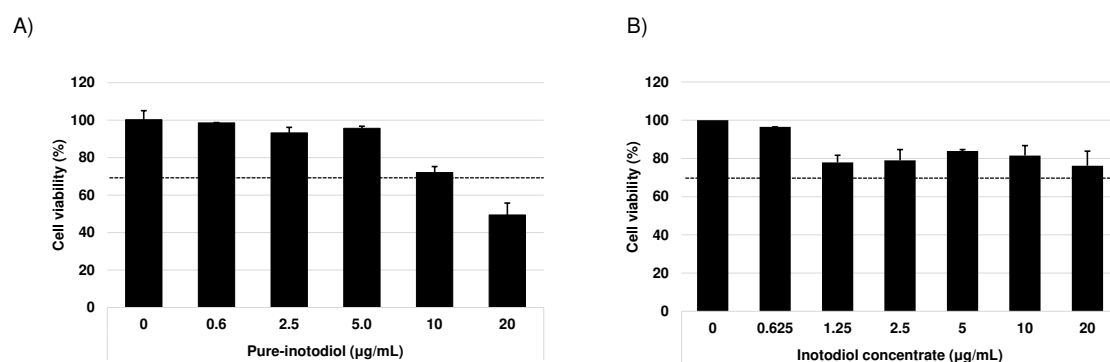 A)
Cell viability (%)
120
100
80
60
40
20
0
0 0.6 2.5 5.0 10 20
Pure-inotodiol (µg/mL)
B)
Cell viability (%)
120
100
80
60
40
20
0
0 0.625 1.25 2.5 5 10 20
Inotodiol concentrate (µg/mL)